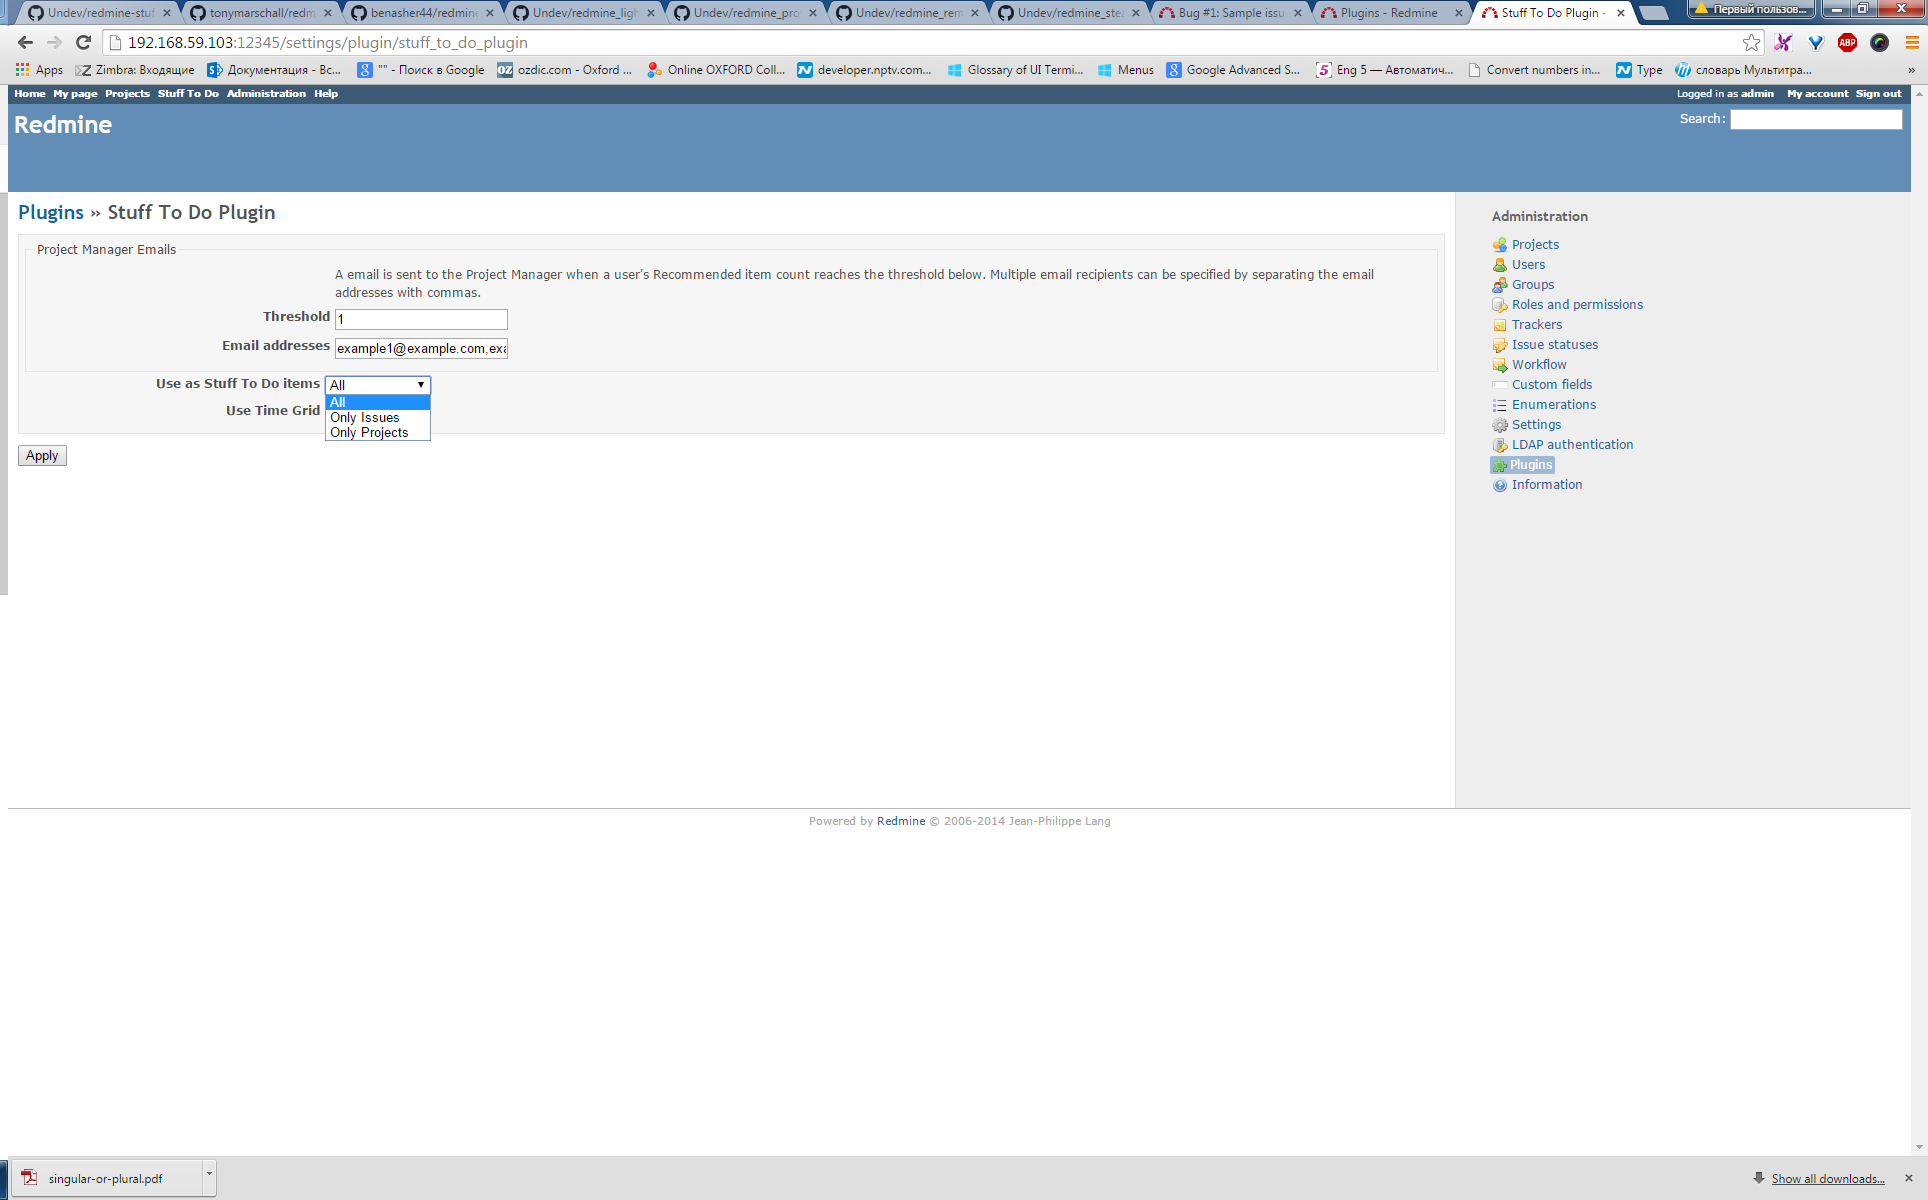 Undev/redmine-stuf
tonymarschall/redm
benasher44/redmine
Undev/redmine_ligh
Undev/redmine_pro
Undev/redmine_rem
Undev/redmine_stea
Bug #1: Sample issu
Plugins - Redmine
Stuff To Do Plugin -
Первый пользов...
192.168.59.103:12345/settings/plugin/stuff_to_do_plugin
ABP
Apps
Zimbra: Входящие
Документация - Вс...
"" - Поиск в Google
ozdic.com - Oxford ...
Online OXFORD Coll...
developer.nptv.com...
Glossary of UI Termi...
Menus
Google Advanced S...
Eng 5 — Автоматич...
Convert numbers in...
Type
словарь Мультитра...
»
Home My page Projects Stuff To Do Administration Help
Logged in as admin My account Sign out
Redmine
Search:
Plugins » Stuff To Do Plugin
Project Manager Emails
A email is sent to the Project Manager when a user's Recommended item count reaches the threshold below. Multiple email recipients can be specified by separating the email
addresses with commas.
Threshold 1
Email addresses example1@example.com,exa
Use as Stuff To Do items All
All
Only Issues
Only Projects
Use Time Grid
Apply
Administration
Projects
Users
Groups
Roles and permissions
Trackers
Issue statuses
Workflow
Custom fields
Enumerations
Settings
LDAP authentication
Plugins
Information
Powered by Redmine © 2006-2014 Jean-Philippe Lang
singular-or-plural.pdf
Show all downloads...